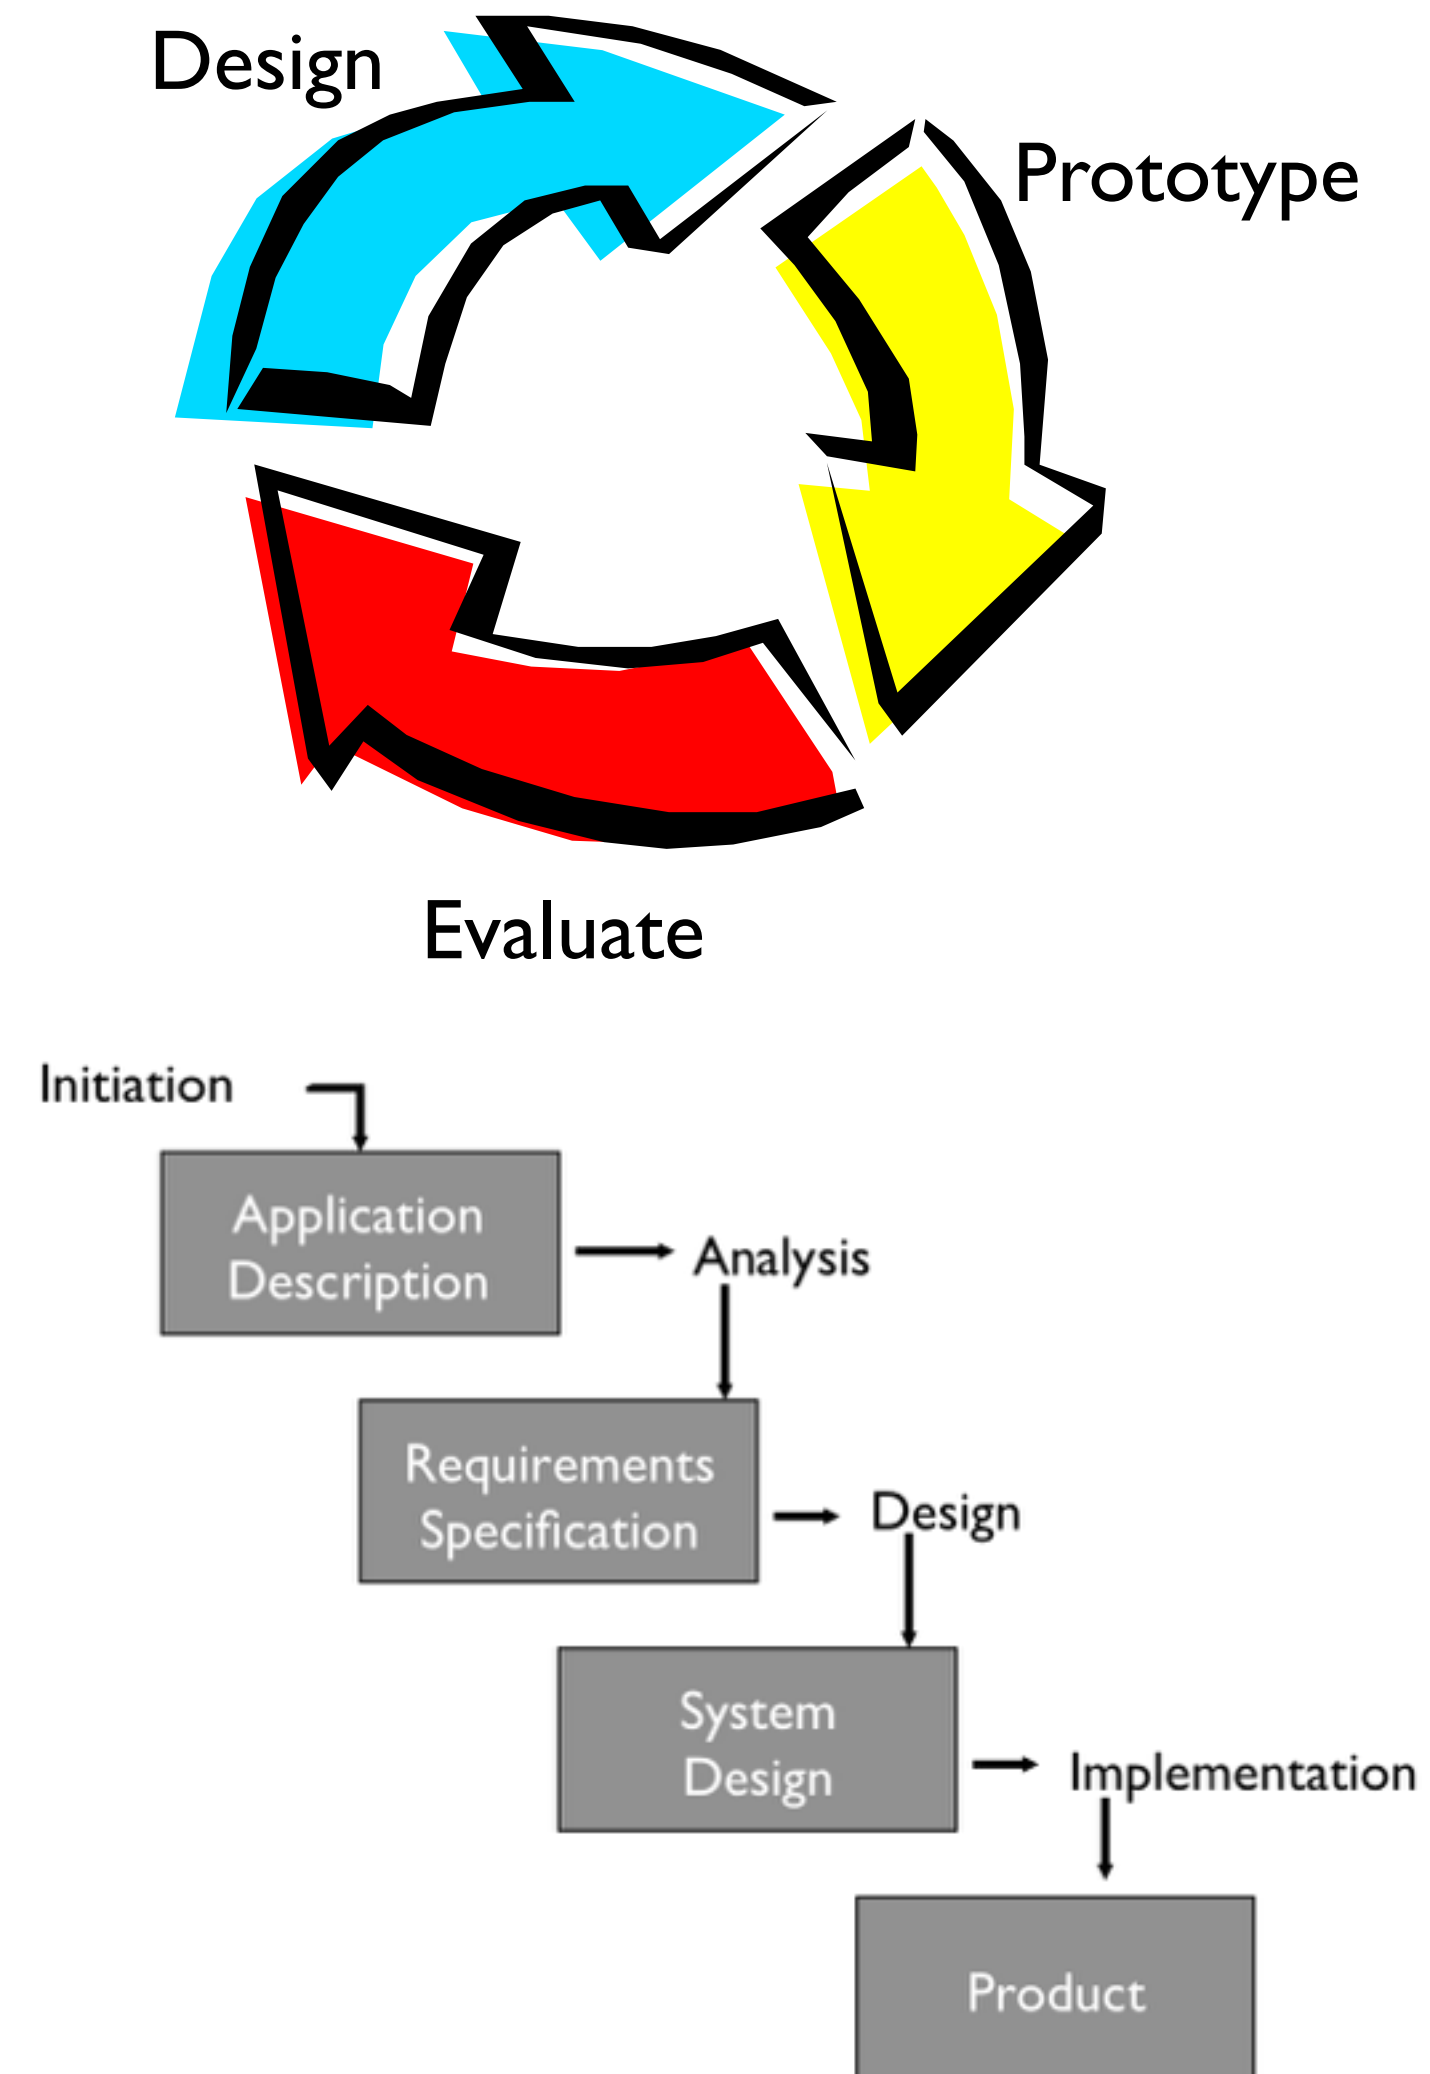 Design
Prototype
Evaluate
Initiation
Application
Description
Analysis
Requirements
Specification
Design
System
Design
Implementation
Product